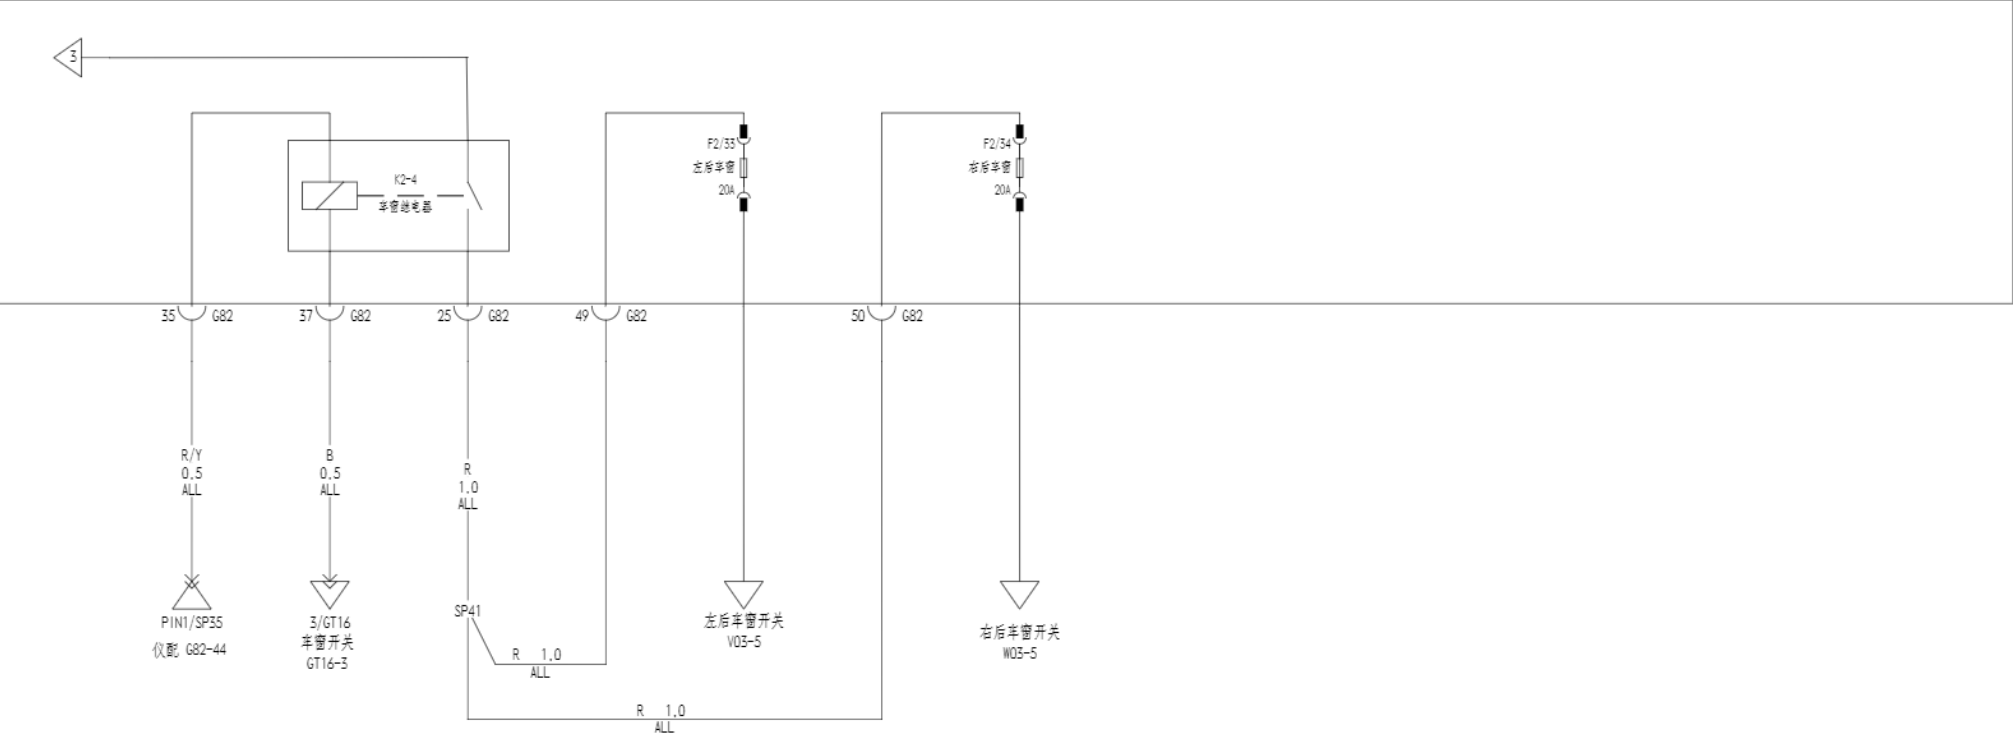 3
F2/33
左后车窗
20A
F2/34
右后车窗
20A
K2-4
车窗继电器
35 G82
37 G82
25 G82
49 G82
50 G82
R/Y
0.5
ALL
B
0.5
ALL
R
1.0
ALL
PIN1/SP35
仪配 G82-44
3/GT16
车窗开关
GT16-3
SP41
R 1.0
ALL
R 1.0
ALL
左后车窗开关
V03-5
右后车窗开关
W03-5